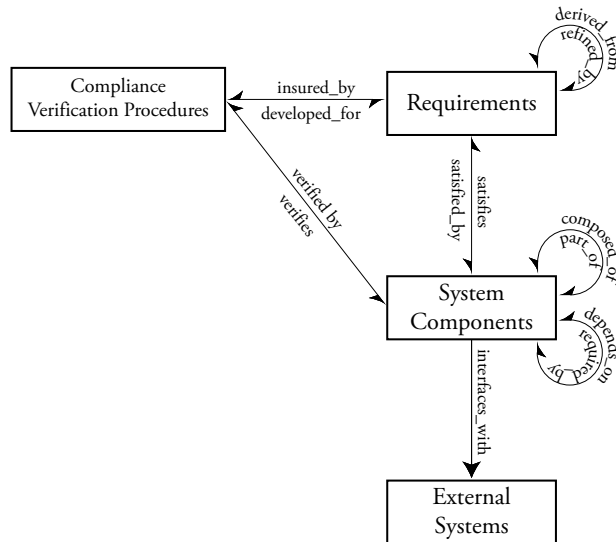 derived_from
refined_by
Compliance
Verification Procedures
insured_by
developed_for
Requirements
verified by
verifies
satisfied_by
satisfies
composed_of
part_of
System
Components
depends_on
required_by
interfaces_with
External
Systems